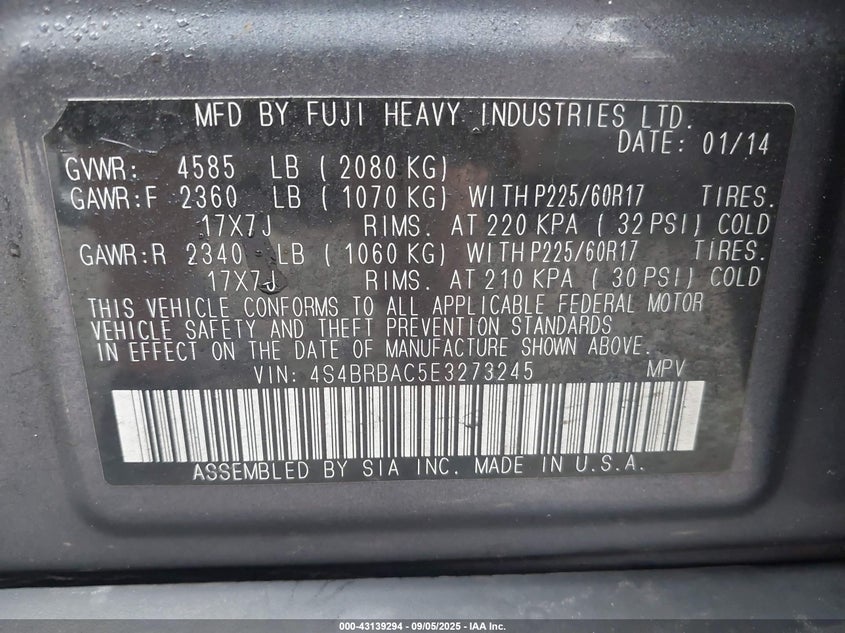 MFD BY FUJI HEAVY INDUSTRIES LTD.
DATE: 01/14
GVWR: 4585 LB ( 2080 KG)
GAWR:F 2360 LB ( 1070 KG) WITH P225/60R17 TIRES.
17X7J RIMS. AT 220 KPA ( 32 PSI) COLD
GAWR:R 2340 LB ( 1060 KG) WITH P225/60R17 TIRES.
17X7J RIMS. AT 210 KPA ( 30 PSI) COLD
THIS VEHICLE CONFORMS TO ALL APPLICABLE FEDERAL MOTOR
VEHICLE SAFETY AND THEFT PREVENTION STANDARDS
IN EFFECT ON THE DATE OF MANUFACTURE SHOWN ABOVE.
VIN: 4S4BRBAC5E3273245 MPV
ASSEMBLED BY SIA INC. MADE IN U.S.A.
000-43139294 - 09/05/2025 - IAA Inc.